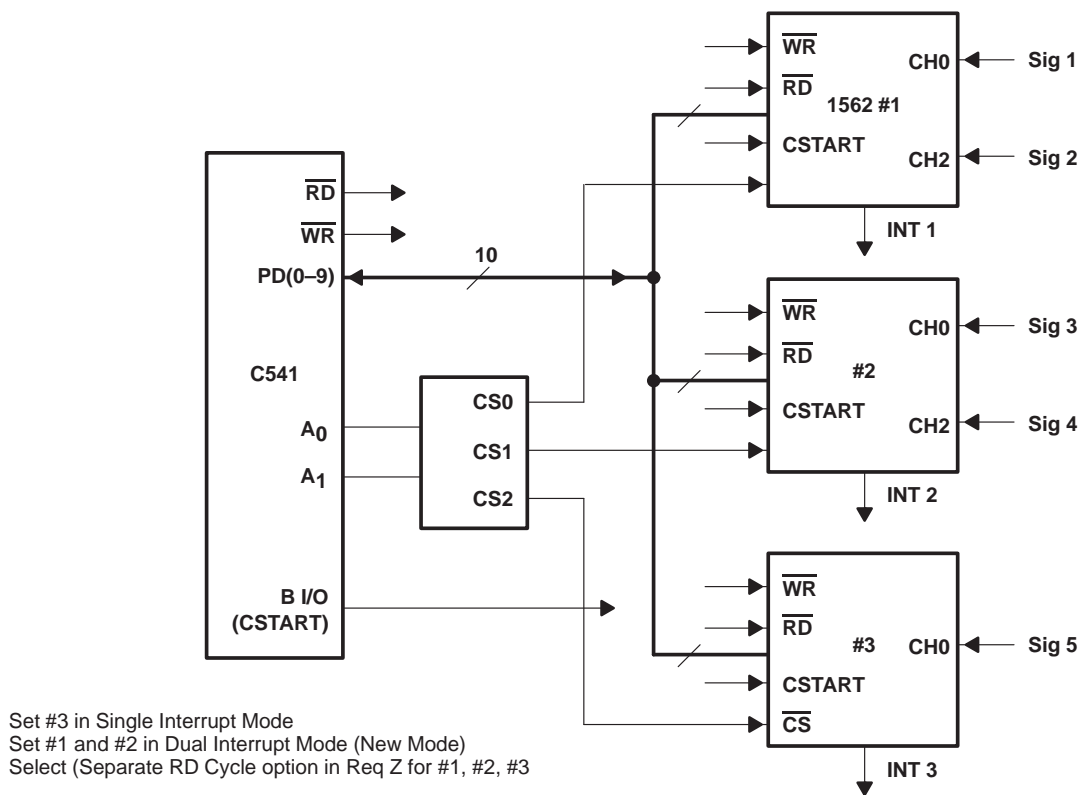 WR
CH0
Sig 1
RD
1562 #1
CSTART
CH2
Sig 2
INT 1
RD
WR
10
PD(0–9)
C541
A0
A1
CS0
CS1
CS2
B I/O
(CSTART)
WR
CH0
Sig 3
RD
#2
CSTART
CH2
Sig 4
INT 2
WR
RD
#3
CH0
Sig 5
CSTART
CS
INT 3
Set #3 in Single Interrupt Mode
Set #1 and #2 in Dual Interrupt Mode (New Mode)
Select (Separate RD Cycle option in Req Z for #1, #2, #3